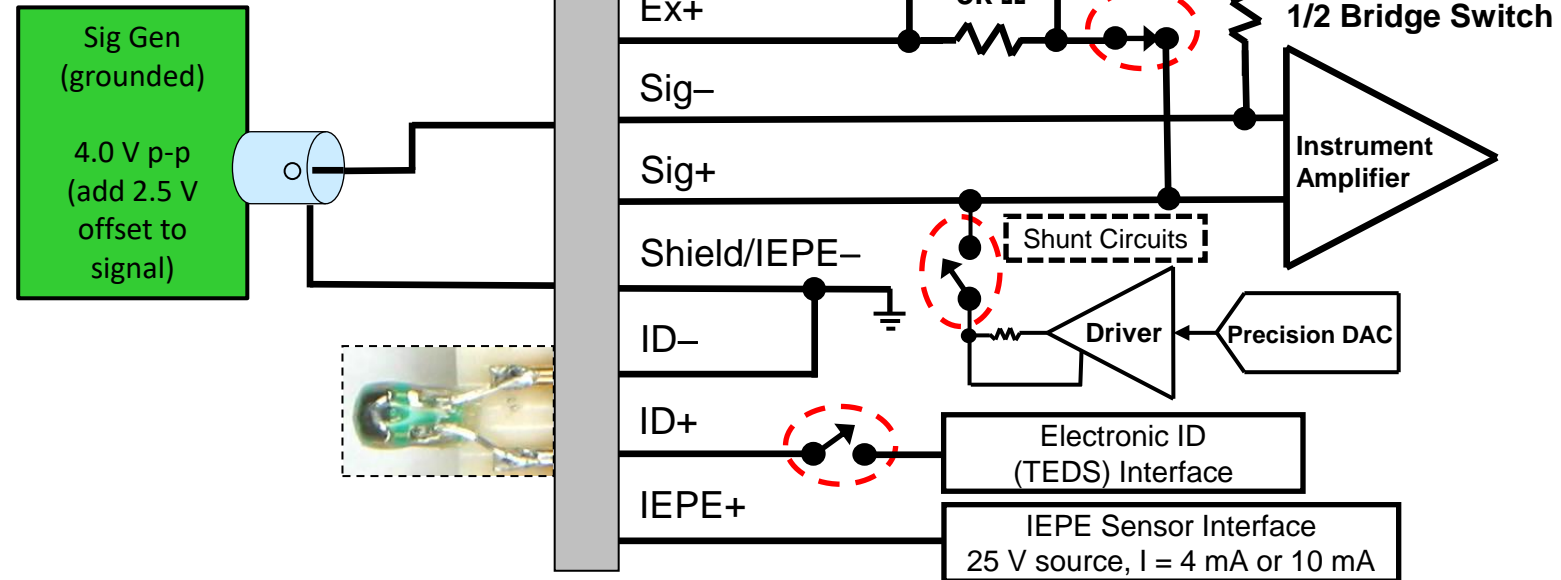 Ex+
1/2 Bridge Switch
Sig Gen
(grounded)
4.0 V p-p
(add 2.5 V
offset to
signal)
Sig–
Instrument
Amplifier
Sig+
Shunt Circuits
Shield/IEPE–
Driver
Precision DAC
ID–
ID+
Electronic ID
(TEDS) Interface
IEPE+
IEPE Sensor Interface
25 V source, I = 4 mA or 10 mA